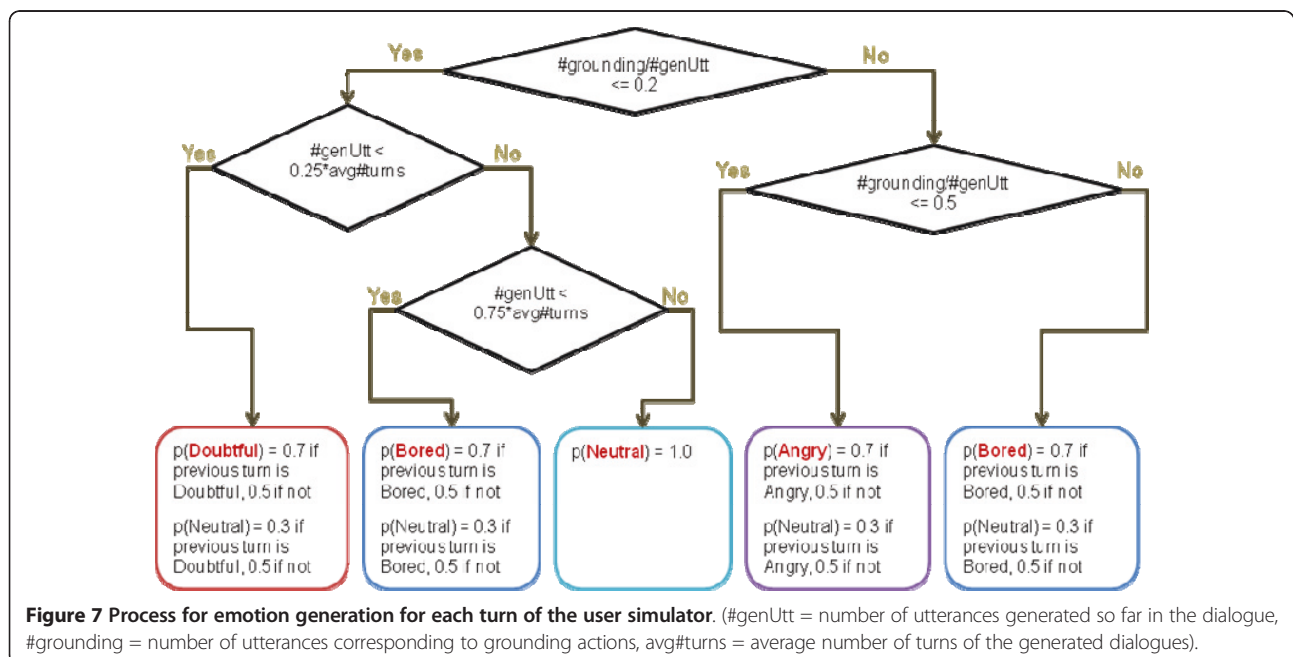 Yes
No
#grounding/#genUtt
<= 0.2
Yes
No
#genUtt <
0.25*avg#turns
Yes
No
#grounding/#genUtt
<= 0.5
Yes
No
#genUtt <
0.75*avg#turns
p(Doubtful) = 0.7 if
previous turn is
Doubtful, 0.5 if not
p(Neutral) = 0.3 if
previous turn is
Doubtful, 0.5 if not
p(Bored) = 0.7 if
previous turn is
Bored, 0.5 if not
p(Neutral) = 0.3 if
previous turn is
Bored, 0.5 if not
p(Neutral) = 1.0
p(Angry) = 0.7 if
previous turn is
Angry, 0.5 if not
p(Neutral) = 0.3 if
previous turn is
Angry, 0.5 if not
p(Bored) = 0.7 if
previous turn is
Bored, 0.5 if not
p(Neutral) = 0.3 if
previous turn is
Bored, 0.5 if not
Figure 7 Process for emotion generation for each turn of the user simulator. (#genUtt = number of utterances generated so far in the dialogue,
#grounding = number of utterances corresponding to grounding actions, avg#turns = average number of turns of the generated dialogues).